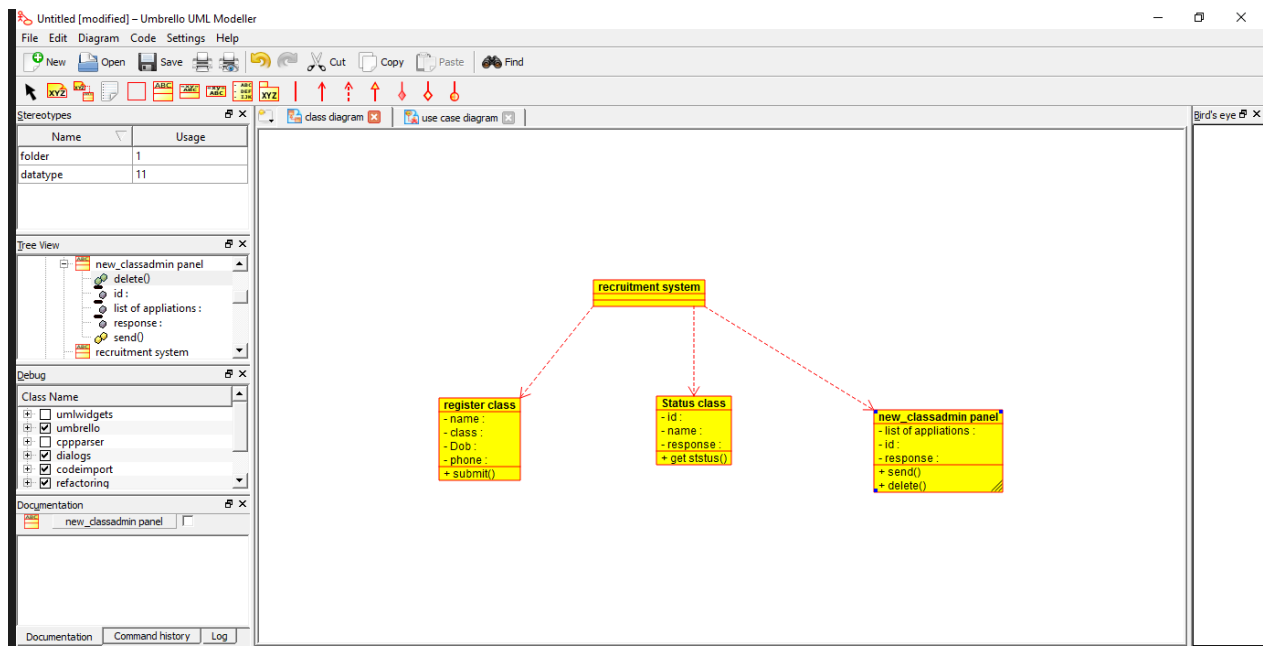 Untitled [modified] – Umbrello UML Modeller
File Edit Diagram Code Settings Help
New Open Save Cut Copy Paste Find
Stereotypes
Name Usage
folder 1
datatype 11
Tree View
new_classadmin panel
delete()
id :
list of appliations :
response :
send()
recruitment system
Debug
Class Name
umlwidgets
umbrello
cppparser
dialogs
codeimport
refactoring
Documentation
new_classadmin panel
Documentation Command history Log
class diagram use case diagram
recruitment system
register class
- name :
- class :
- Dob :
- phone :
+ submit()
Status class
- id :
- name :
- response :
+ get ststus()
new_classadmin panel
- list of appliations :
- id :
- response :
+ send()
+ delete()
Bird's eye